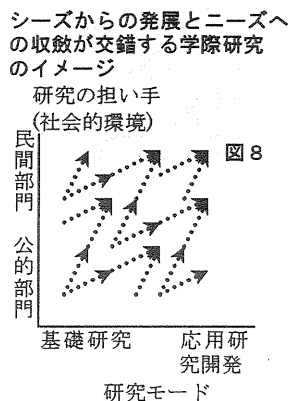 シーズからの発展とニーズへ
の収斂が交錯する学際研究
のイメージ
研究の担い手
(社会的環境)
民間部門
図8
公的部門
基礎研究
応用研
究開発
研究モード